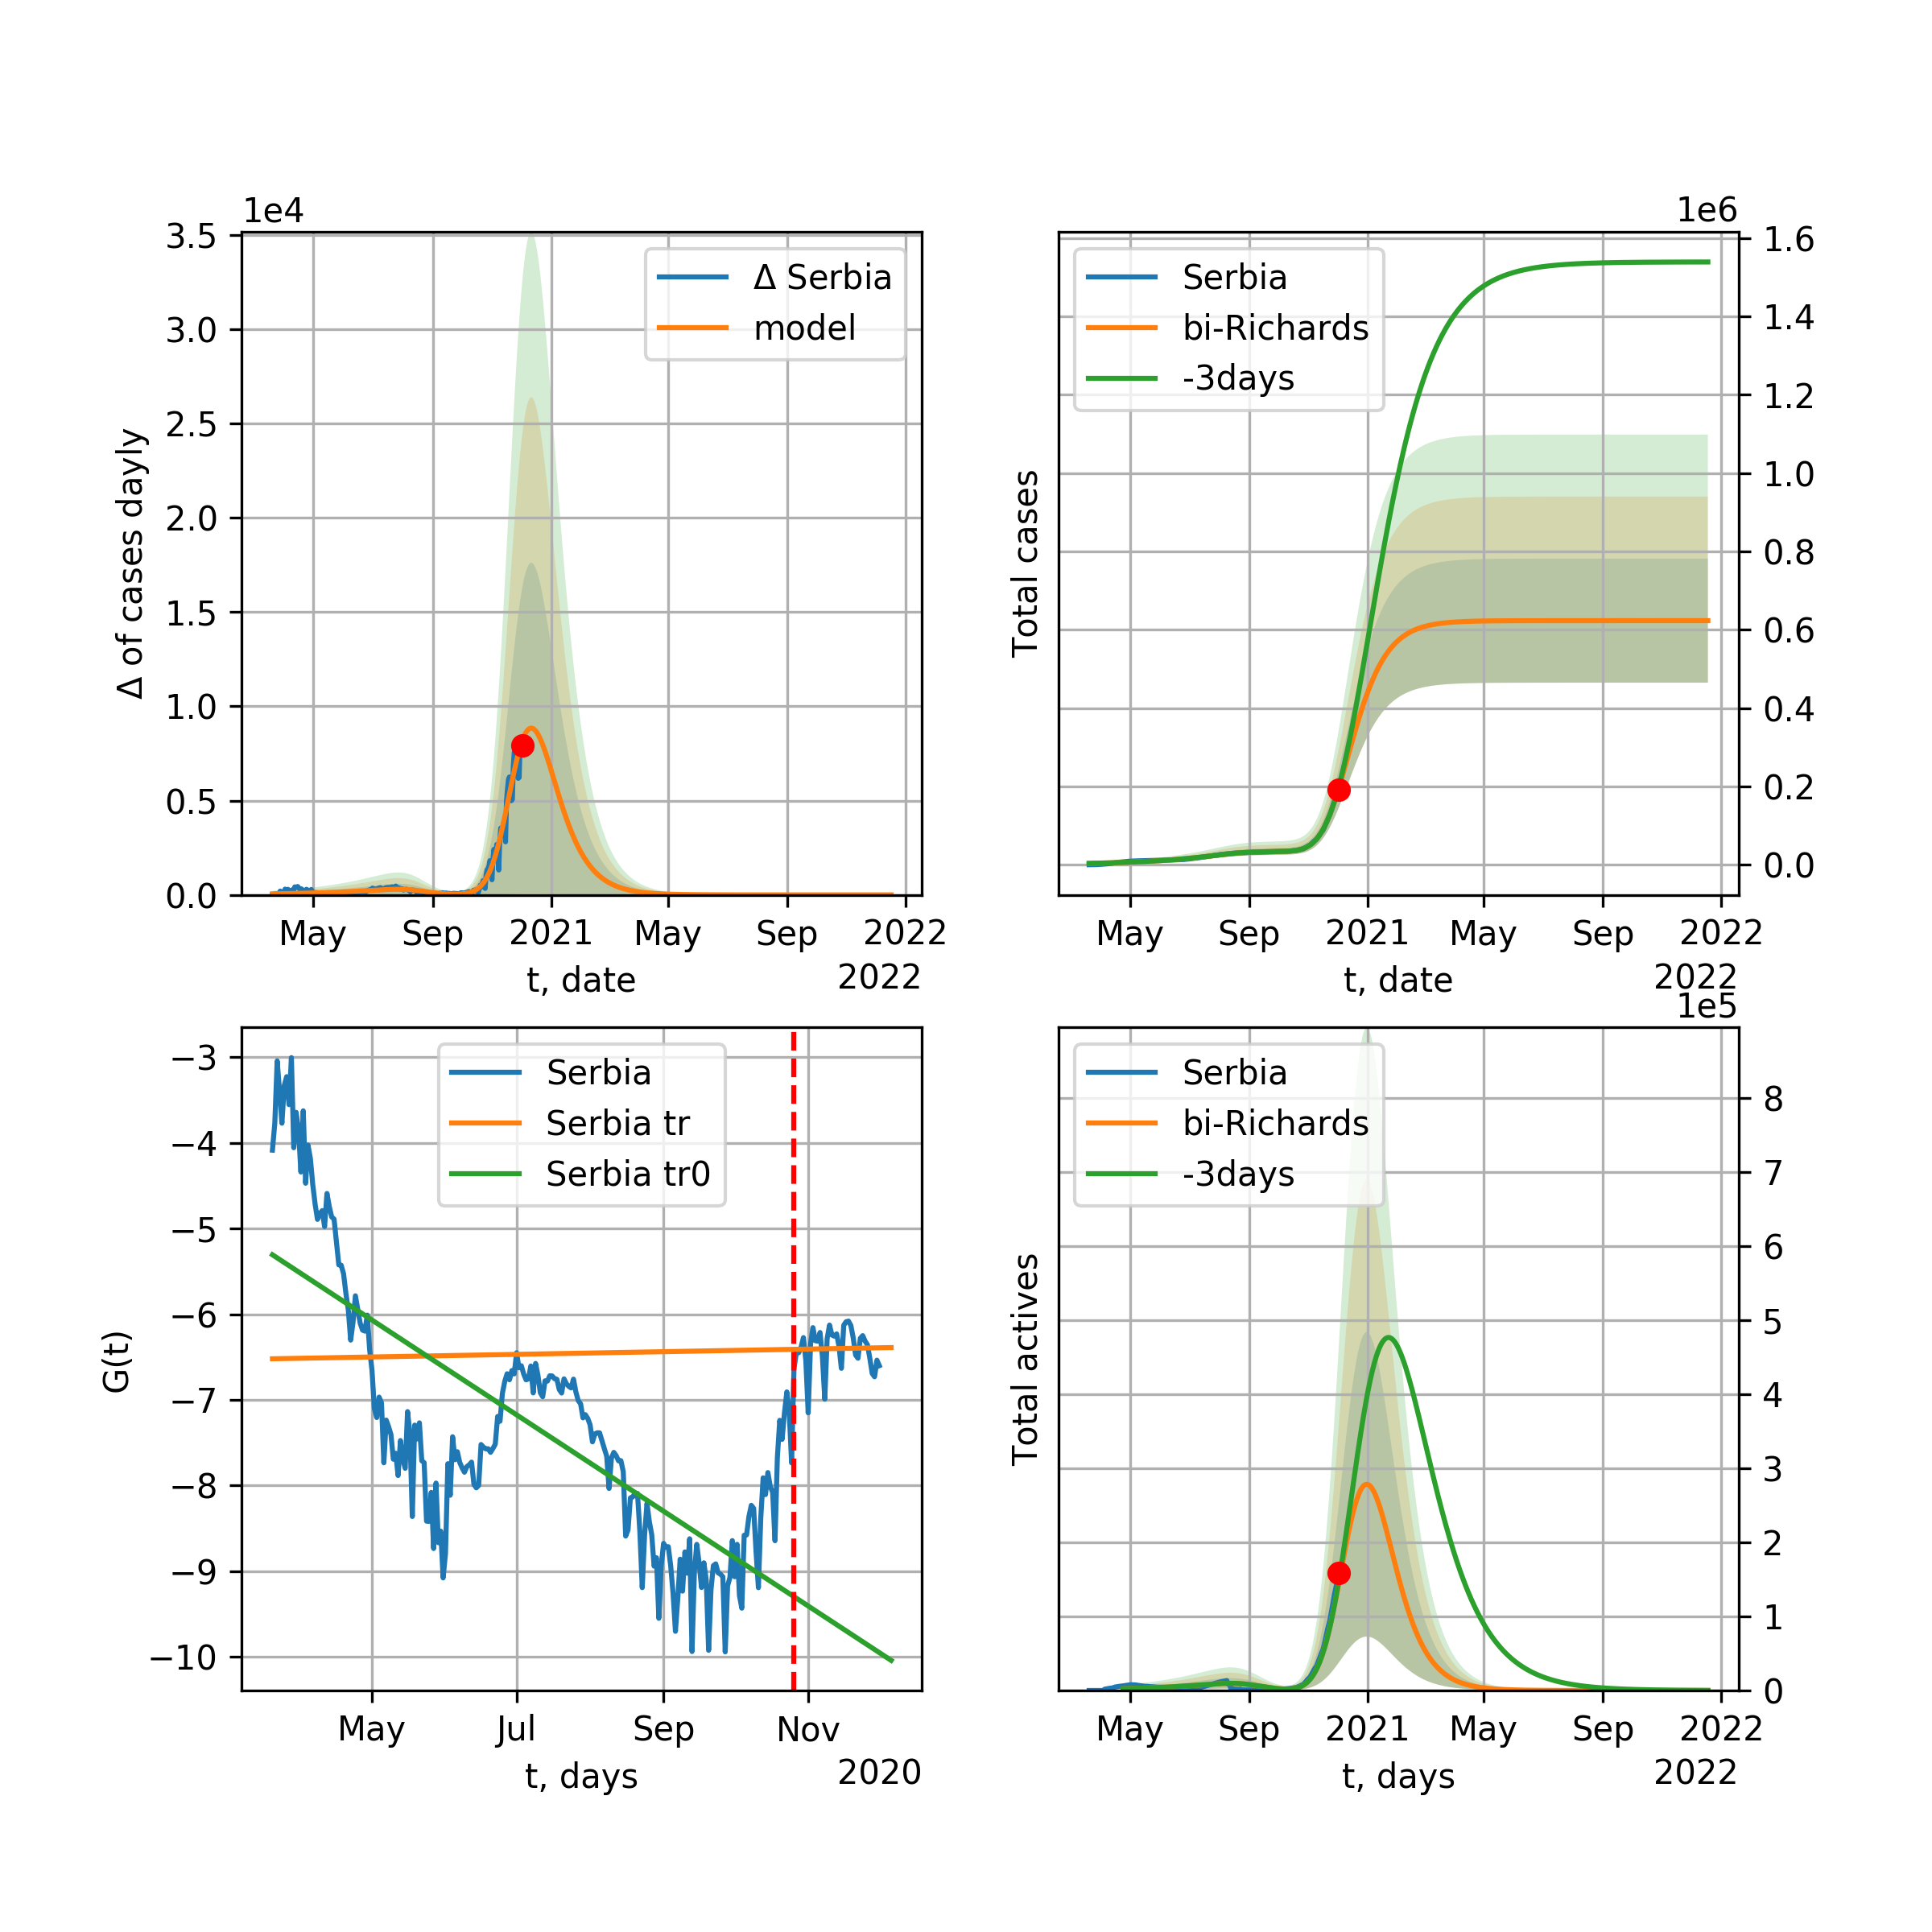 1e4
3.5
3.0
2.5
2.0
1.5
1.0
0.5
0.0
Δ of cases dayly
Δ Serbia
model
May Sep 2021 May Sep 2022
t, date
2022
1e6
1.6
1.4
1.2
1.0
0.8
0.6
0.4
0.2
0.0
Total cases
Serbia
bi-Richards
-3days
May Sep 2021 May Sep 2022
t, date
2022
−3
−4
−5
−6
−7
−8
−9
−10
G(t)
Serbia
Serbia tr
Serbia tr0
May Jul Sep Nov
t, days
2020
1e5
8
7
6
5
4
3
2
1
0
Total actives
Serbia
bi-Richards
-3days
May Sep 2021 May Sep 2022
t, days
2022